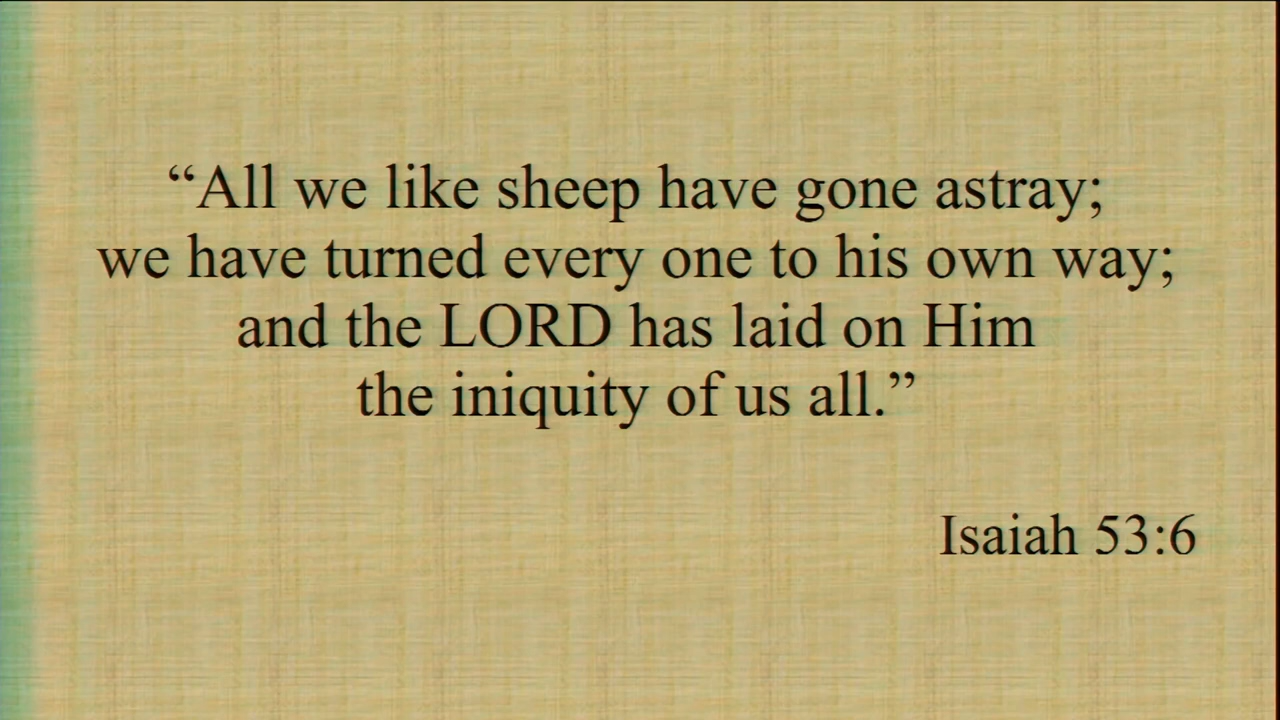 “All we like sheep have gone astray;
we have turned every one to his own way;
and the LORD has laid on Him
the iniquity of us all.”
Isaiah 53:6